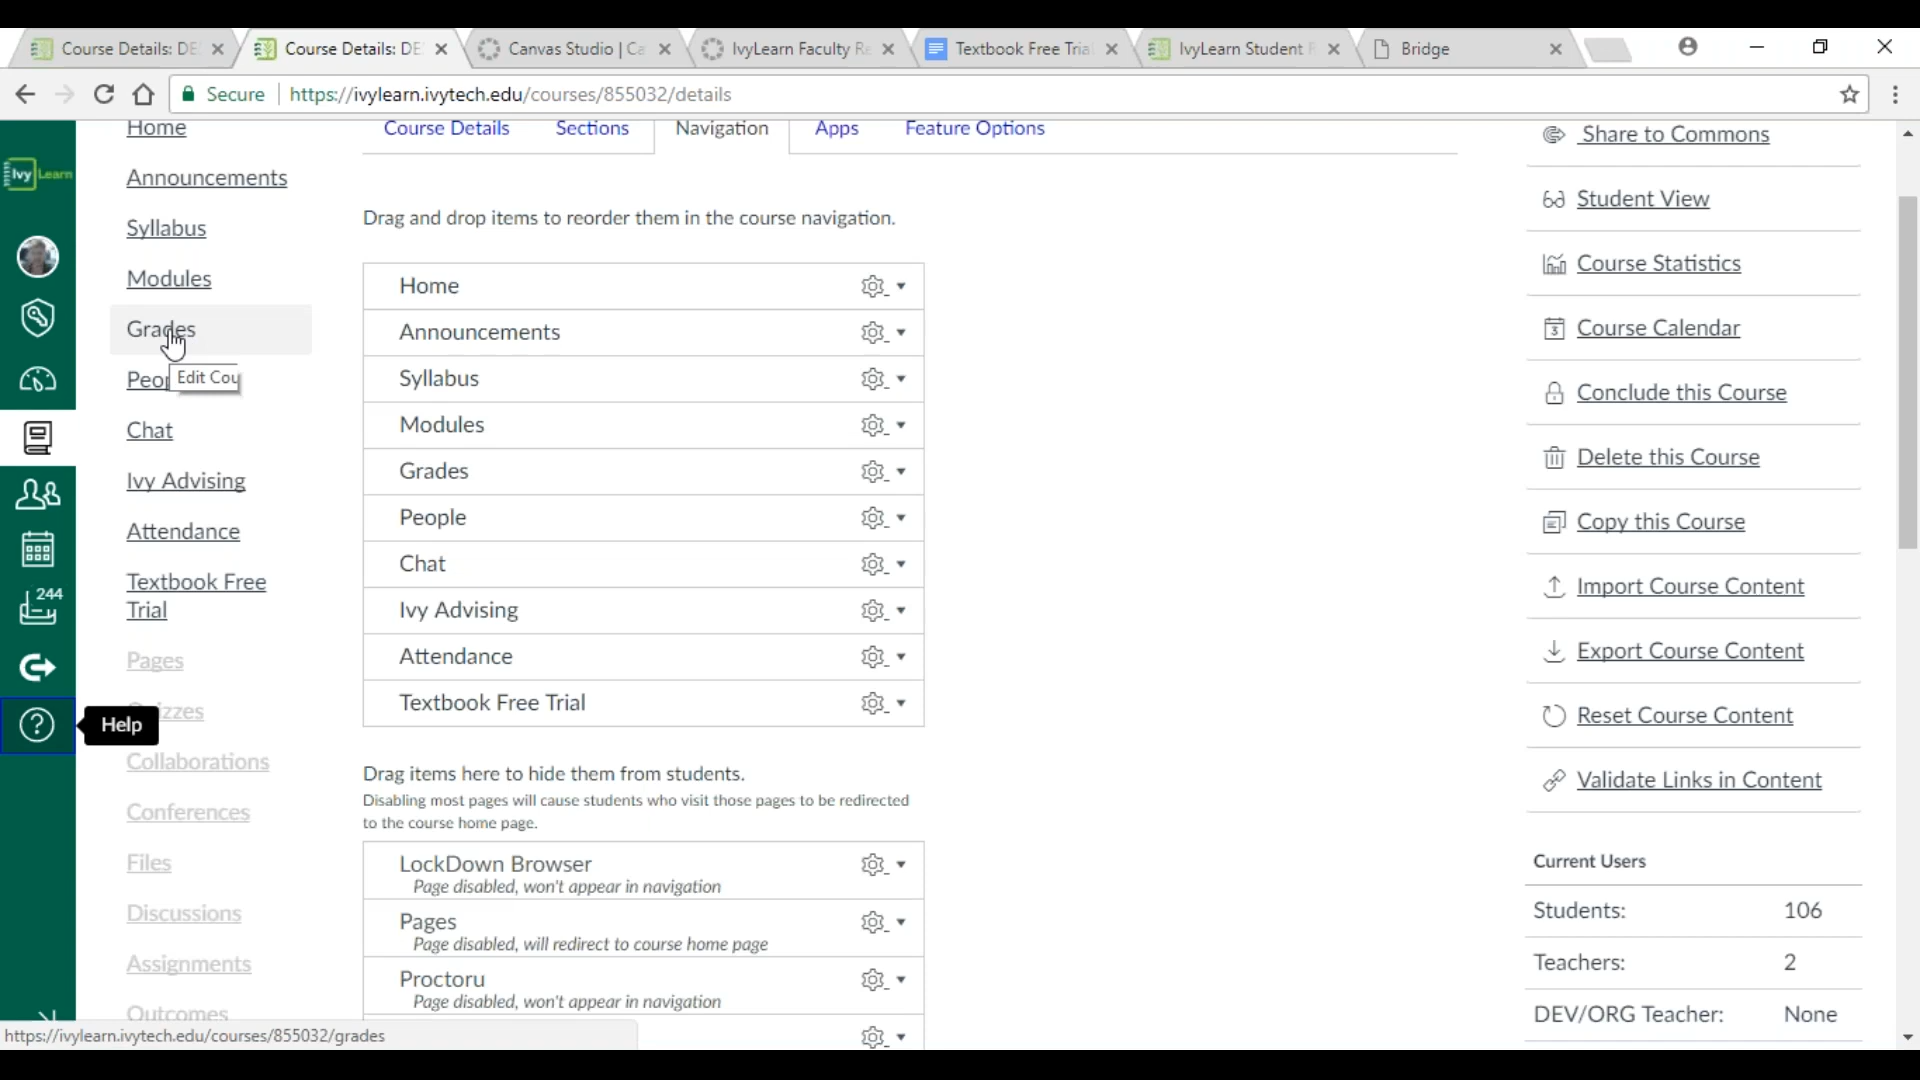 Course Details: DE
Course Details: DE
Canvas Studio | Ca
IvyLearn Faculty Re
Textbook Free Trial
IvyLearn Student R
Bridge
Secure
https://ivylearn.ivytech.edu/courses/855032/details
Ivy Learn
244
Help
Home
Announcements
Syllabus
Modules
Grades
Edit Cou
Chat
Ivy Advising
Attendance
Textbook Free
Trial
Pages
Collaborations
Conferences
Files
Discussions
Assignments
Outcomes
Course Details
Sections
Navigation
Apps
Feature Options
Drag and drop items to reorder them in the course navigation.
Home
Announcements
Syllabus
Modules
Grades
People
Chat
Ivy Advising
Attendance
Textbook Free Trial
Drag items here to hide them from students.
Disabling most pages will cause students who visit those pages to be redirected
to the course home page.
LockDown Browser
Page disabled, won't appear in navigation
Pages
Page disabled, will redirect to course home page
Proctoru
Page disabled, won't appear in navigation
Share to Commons
Student View
Course Statistics
Course Calendar
Conclude this Course
Delete this Course
Copy this Course
Import Course Content
Export Course Content
Reset Course Content
Validate Links in Content
Current Users
Students: 106
Teachers: 2
DEV/ORG Teacher: None
https://ivylearn.ivytech.edu/courses/855032/grades